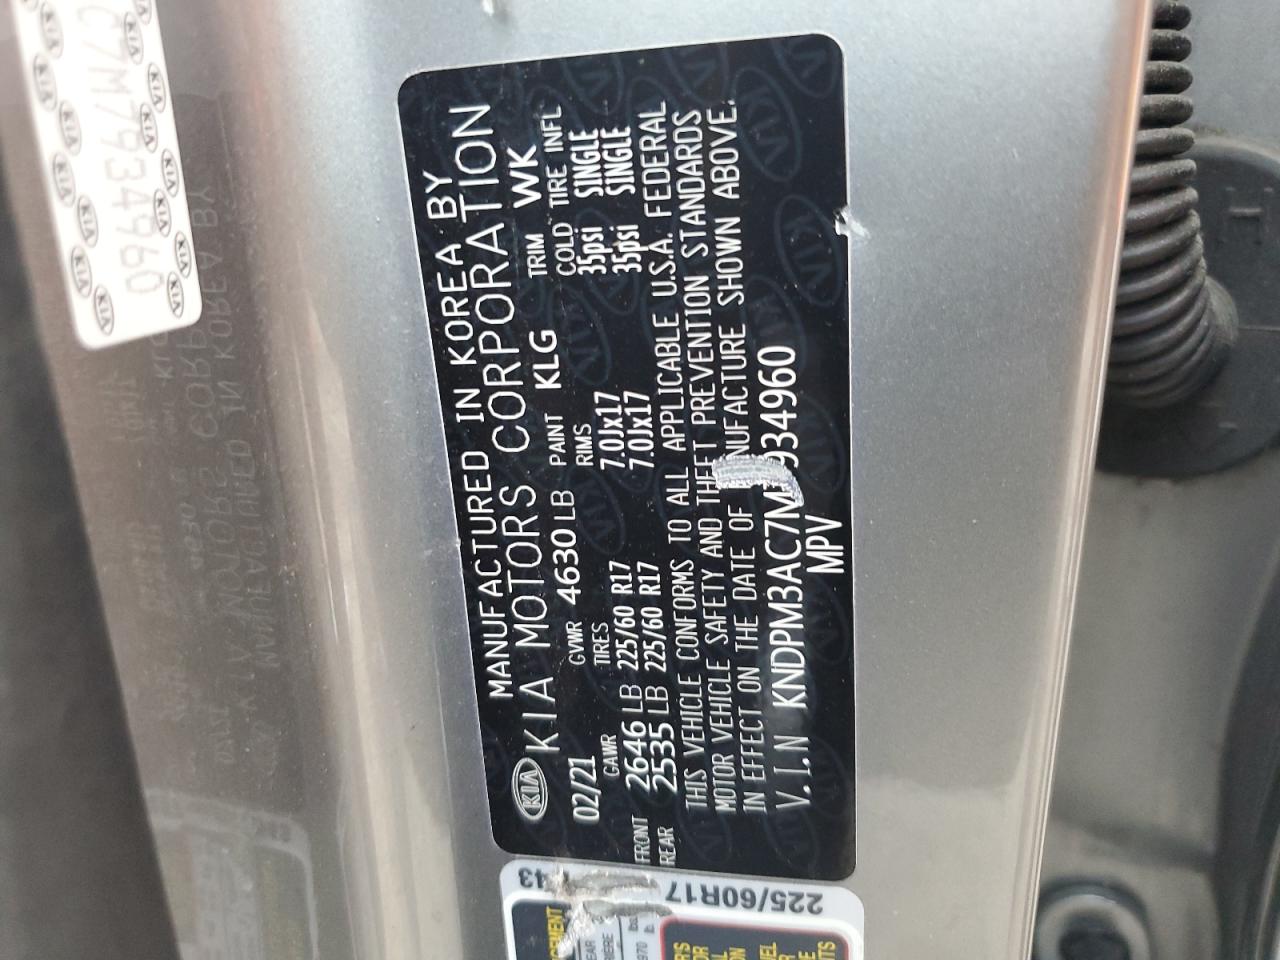 MANUFACTURED IN KOREA BY
KIA KIA MOTORS CORPORATION
02/21 GVWR 4630 LB PAINT KLG TRIM WK
GAWR TIRES RIMS COLD TIRE INFL
FRONT 2646 LB 225/60 R17 7.0Jx17 35psi SINGLE
REAR 2535 LB 225/60 R17 7.0Jx17 35psi SINGLE
THIS VEHICLE CONFORMS TO ALL APPLICABLE U.S.A. FEDERAL
MOTOR VEHICLE SAFETY AND THEFT PREVENTION STANDARDS
IN EFFECT ON THE DATE OF NUFACTURE SHOWN ABOVE.
V.I.N KNDPM3AC7M 934960
MPV
C7M7934960
225/60R17